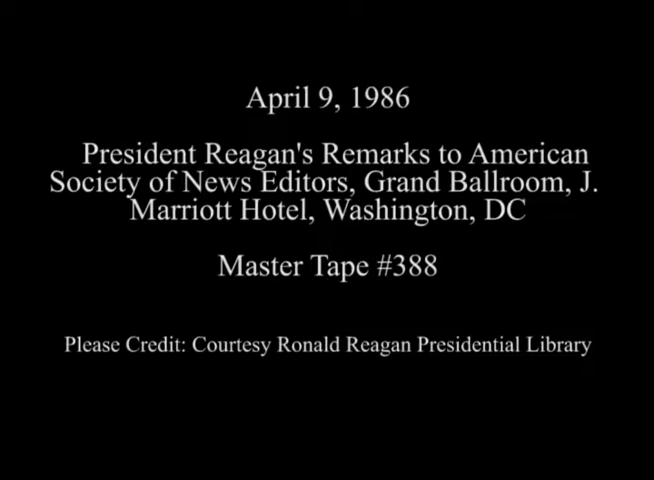 April 9, 1986
President Reagan's Remarks to American
Society of News Editors, Grand Ballroom, J.
Marriott Hotel, Washington, DC
Master Tape #388
Please Credit: Courtesy Ronald Reagan Presidential Library